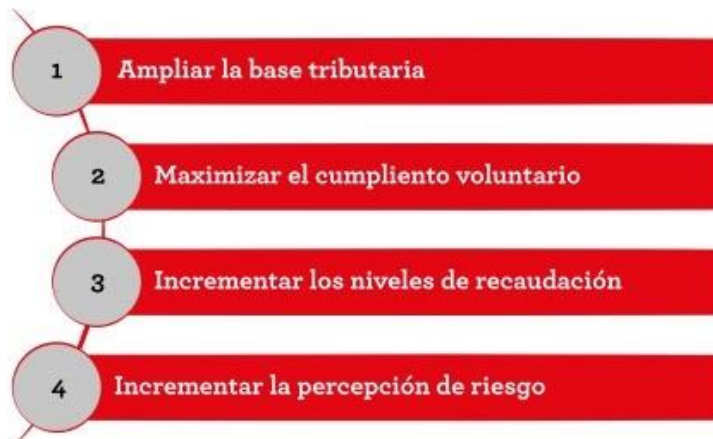 1 Ampliar la base tributaria
2 Maximizar el cumpliento voluntario
3 Incrementar los niveles de recaudación
4 Incrementar la percepción de riesgo